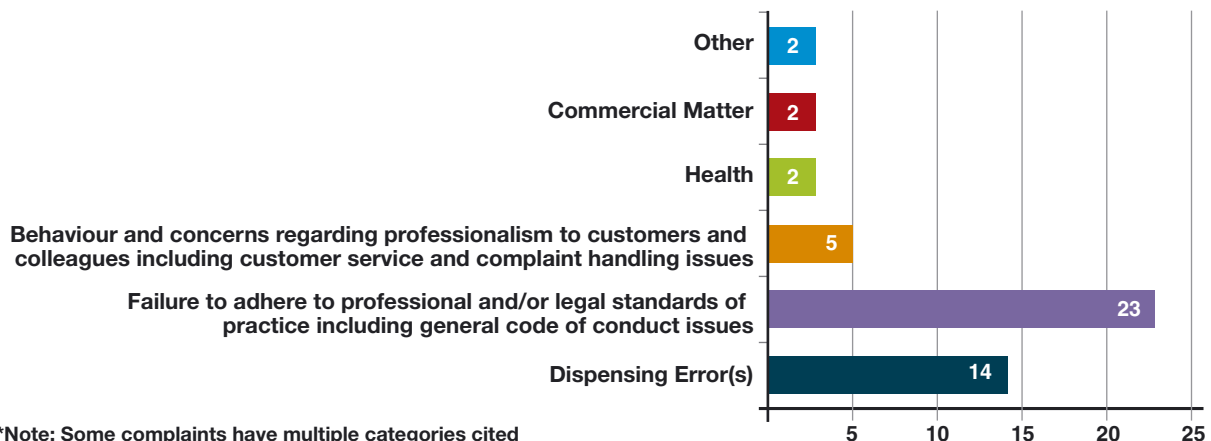 Other 2
Commercial Matter 2
Health 2
Behaviour and concerns regarding professionalism to customers and
colleagues including customer service and complaint handling issues 5
Failure to adhere to professional and/or legal standards of
practice including general code of conduct issues 23
Dispensing Error(s) 14
5 10 15 20 25
*Note: Some complaints have multiple categories cited